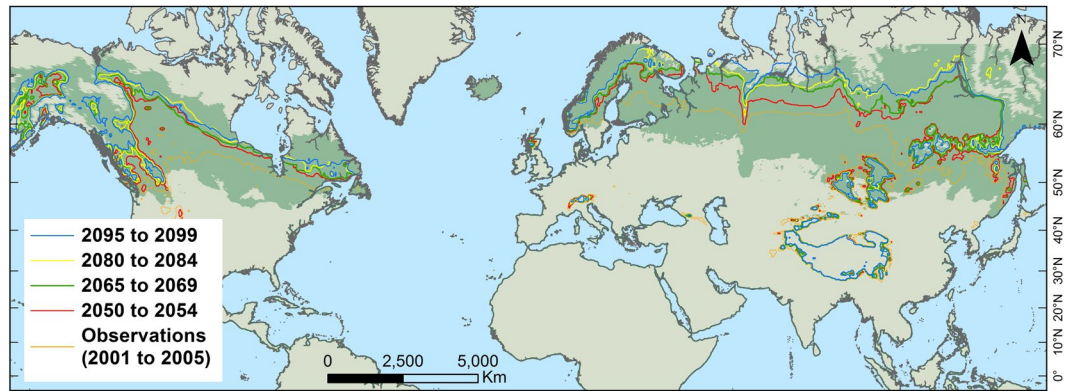 N
70°N
60°N
50°N
40°N
30°N
20°N
10°N
0°
2095 to 2099
2080 to 2084
2065 to 2069
2050 to 2054
Observations
(2001 to 2005)
0 2,500 5,000
Km